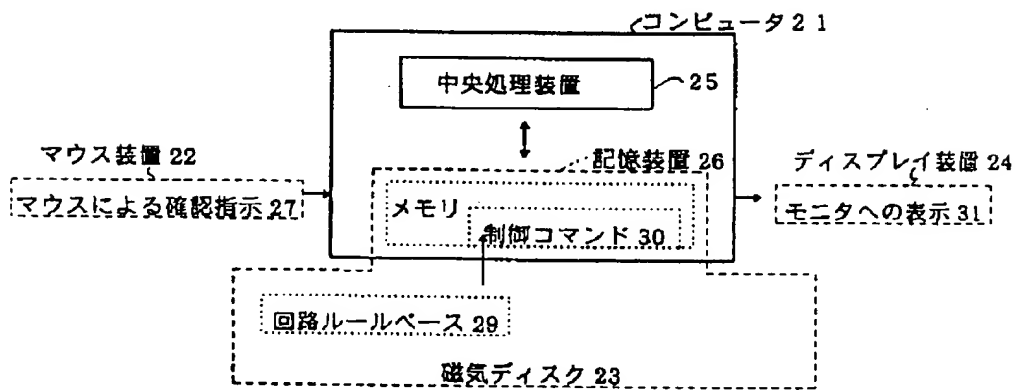 コンピュータ21
中央処理装置
25
マウス装置22
記憶装置26
ディスプレイ装置24
マウスによる確認指示27
メモリ
モニタへの表示31
制御コマンド30
回路ルールベース29
磁気ディスク23